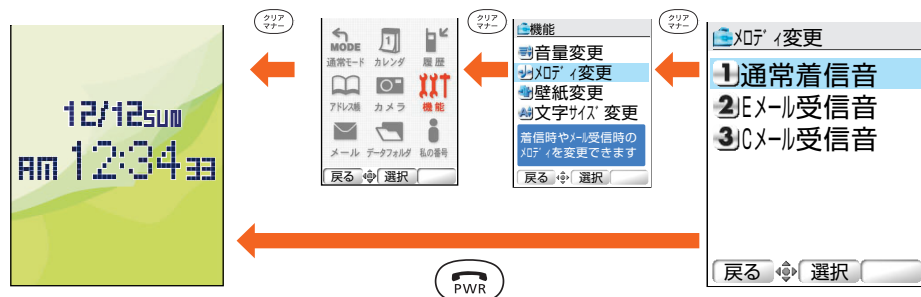 12/12SUN
AM 12:34 33
クリア
マナー
MODE
通常モード
カレンダ
履歴
アドレス帳
カメラ
機能
メール
データフォルダ
私の番号
戻る
選択
クリア
マナー
機能
音量変更
メロディ変更
壁紙変更
文字サイズ変更
着信時やメール受信時の
メロディを変更できます
戻る
選択
クリア
マナー
メロディ変更
1通常着信音
2Eメール受信音
3Cメール受信音
戻る
選択
PWR